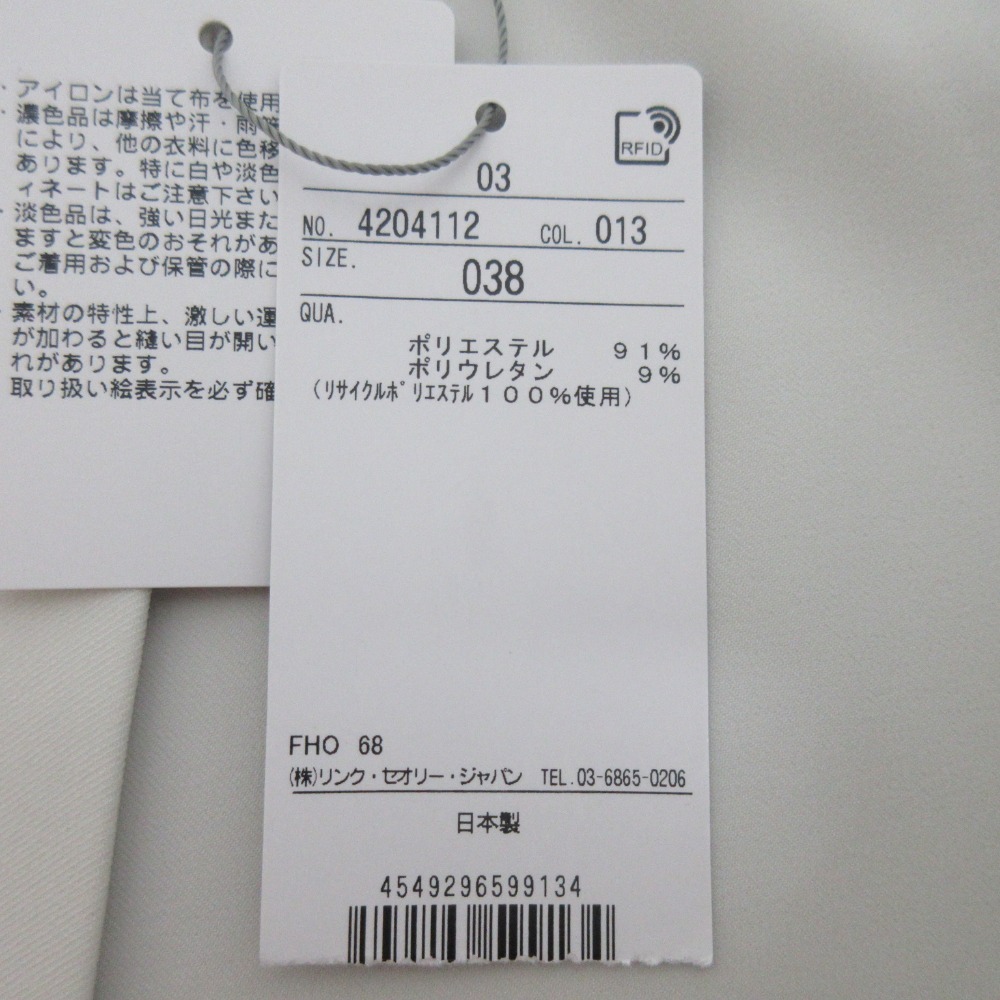 ・アイロンは当て布を使用
・濃色品は摩擦や汗・雨
により、他の衣料に色移
あります。特に白や淡色
ィネートはご注意下さい
・淡色品は、強い日光また
ますと変色のおそれがあ
ご着用および保管の際に
い。
・素材の特性上、激しい運
が加わると縫い目が開い
れがあります。
取り扱い絵表示を必ず確
RFID
03
NO. 4204112 COL. 013
SIZE. 038
QUA.
ポリエステル 91%
ポリウレタン 9%
(ﾘｻｲｸﾙﾎﾟﾘｴｽﾃﾙ100%使用)
FHO 68
(株)リンク・セオリー・ジャパン TEL.03-6865-0206
日本製
4549296599134